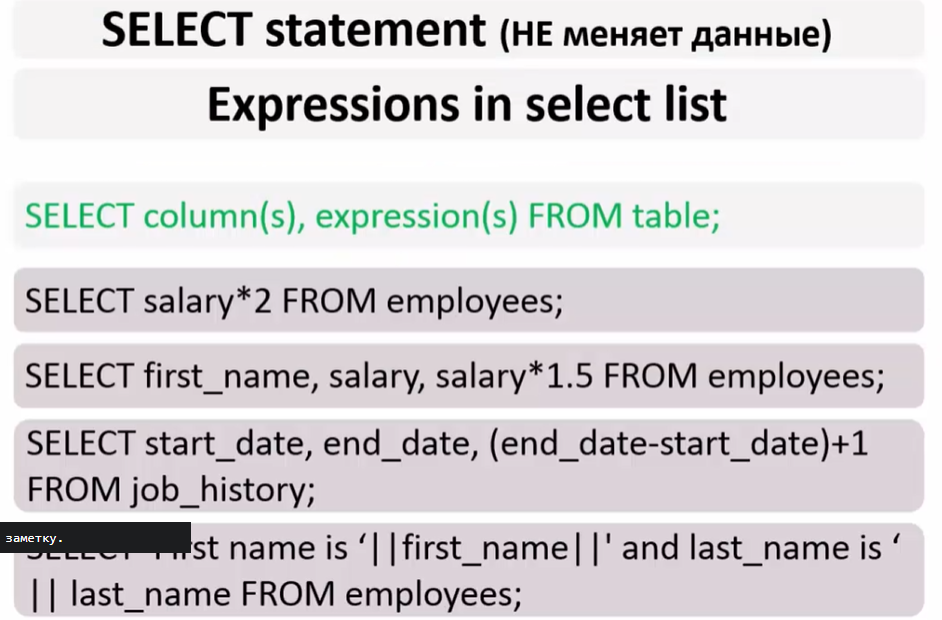 SELECT statement (НЕ меняет данные)
Expressions in select list
SELECT column(s), expression(s) FROM table;
SELECT salary*2 FROM employees;
SELECT first_name, salary, salary*1.5 FROM employees;
SELECT start_date, end_date, (end_date-start_date)+1
FROM job_history;
заметку.
SELECT 'First name is ‘||first_name||' and last_name is ‘
|| last_name FROM employees;